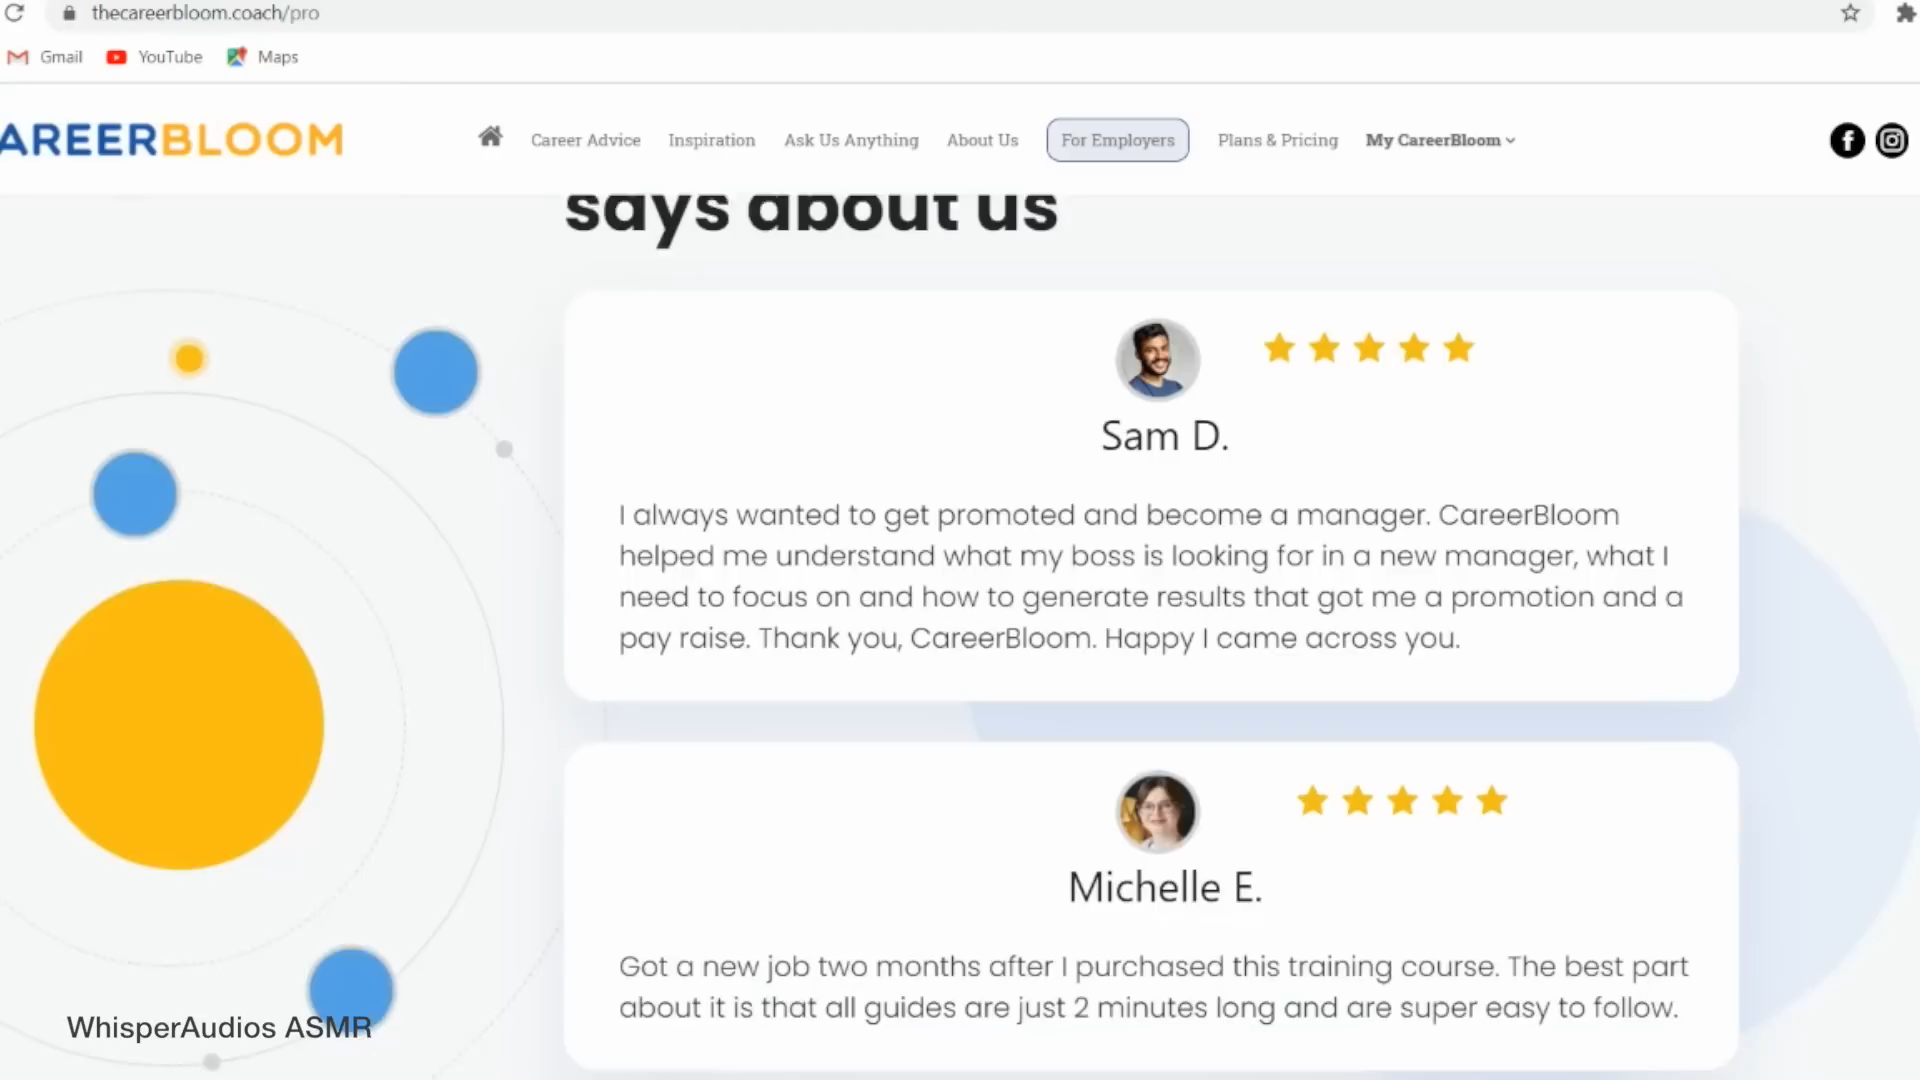 thecareerbloom.coach/pro
Gmail YouTube Maps
AREERBLOOM Career Advice Inspiration Ask Us Anything About Us For Employers Plans & Pricing My CareerBloom
says about us
Sam D.
I always wanted to get promoted and become a manager. CareerBloom
helped me understand what my boss is looking for in a new manager, what I
need to focus on and how to generate results that got me a promotion and a
pay raise. Thank you, CareerBloom. Happy I came across you.
Michelle E.
Got a new job two months after I purchased this training course. The best part
about it is that all guides are just 2 minutes long and are super easy to follow.
WhisperAudios ASMR